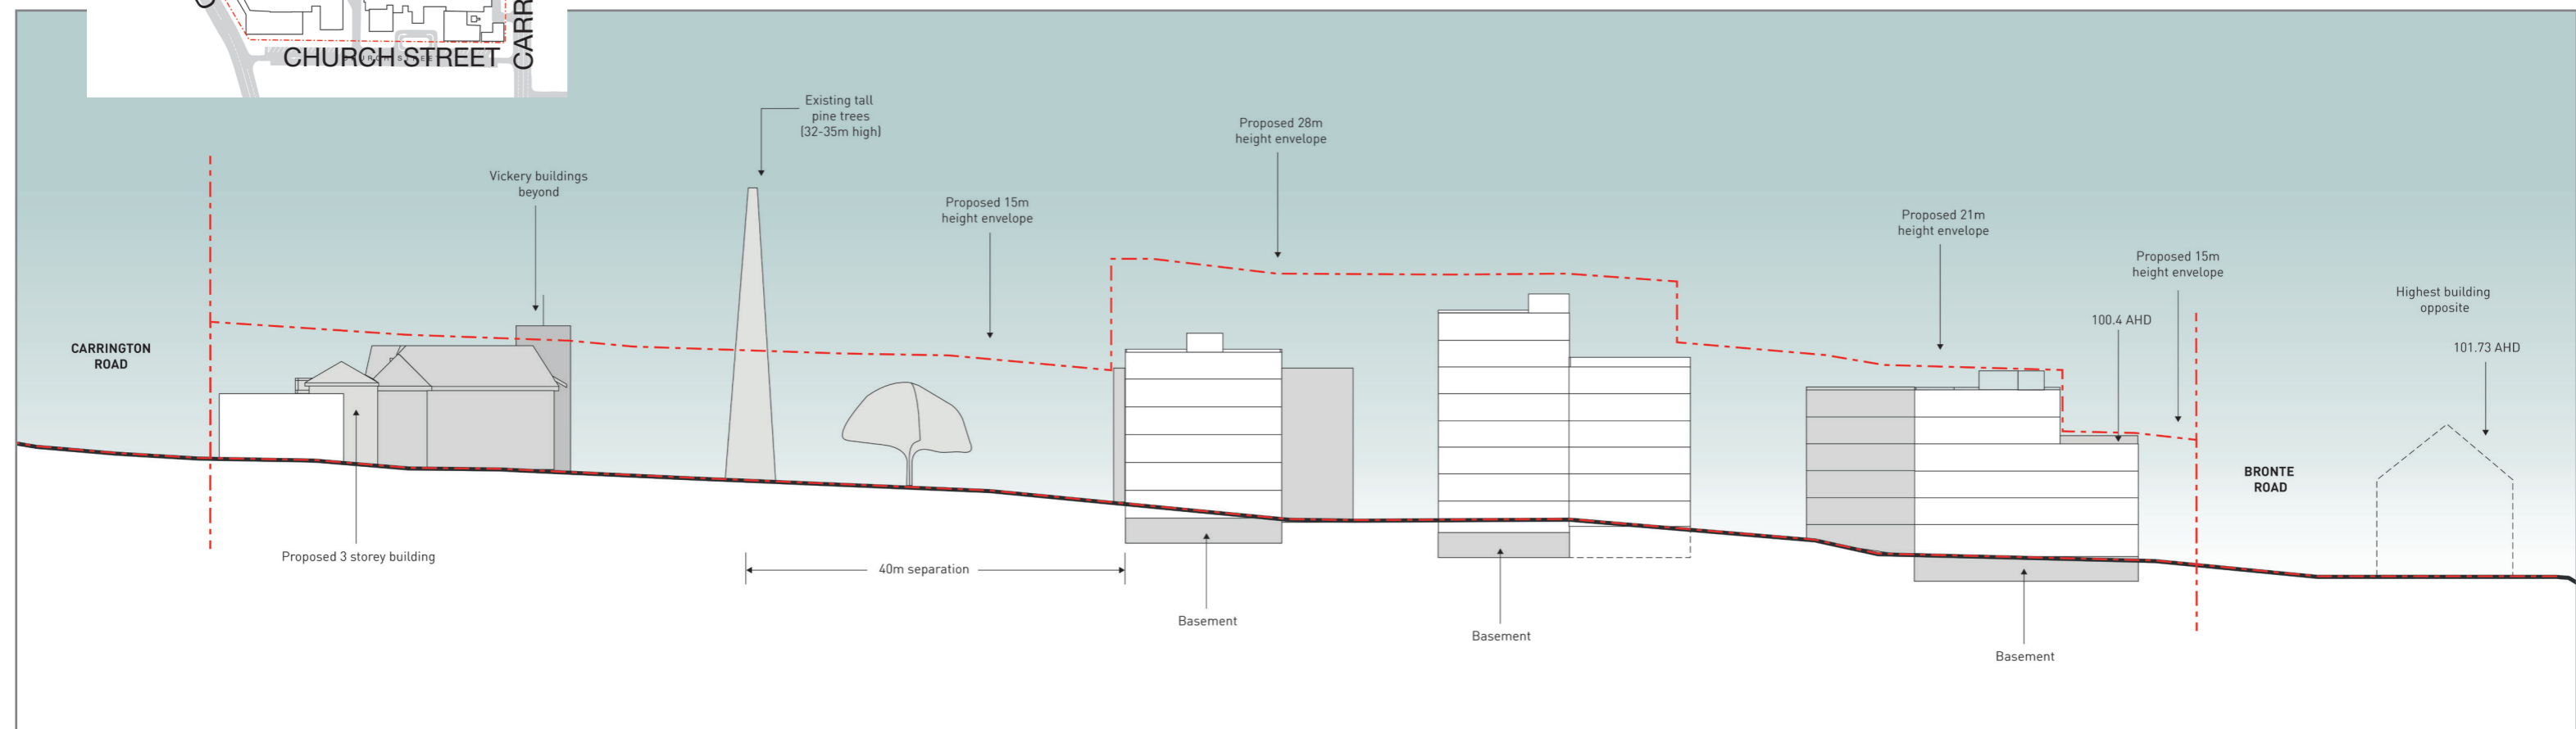 CARR
CHURCH STREET
Existing tall
pine trees
(32-35m high)
Vickery buildings
beyond
Proposed 15m
height envelope
Proposed 28m
height envelope
Proposed 21m
height envelope
Proposed 15m
height envelope
100.4 AHD
Highest building
opposite
101.73 AHD
CARRINGTON
ROAD
BRONTE
ROAD
Proposed 3 storey building
40m separation
Basement
Basement
Basement